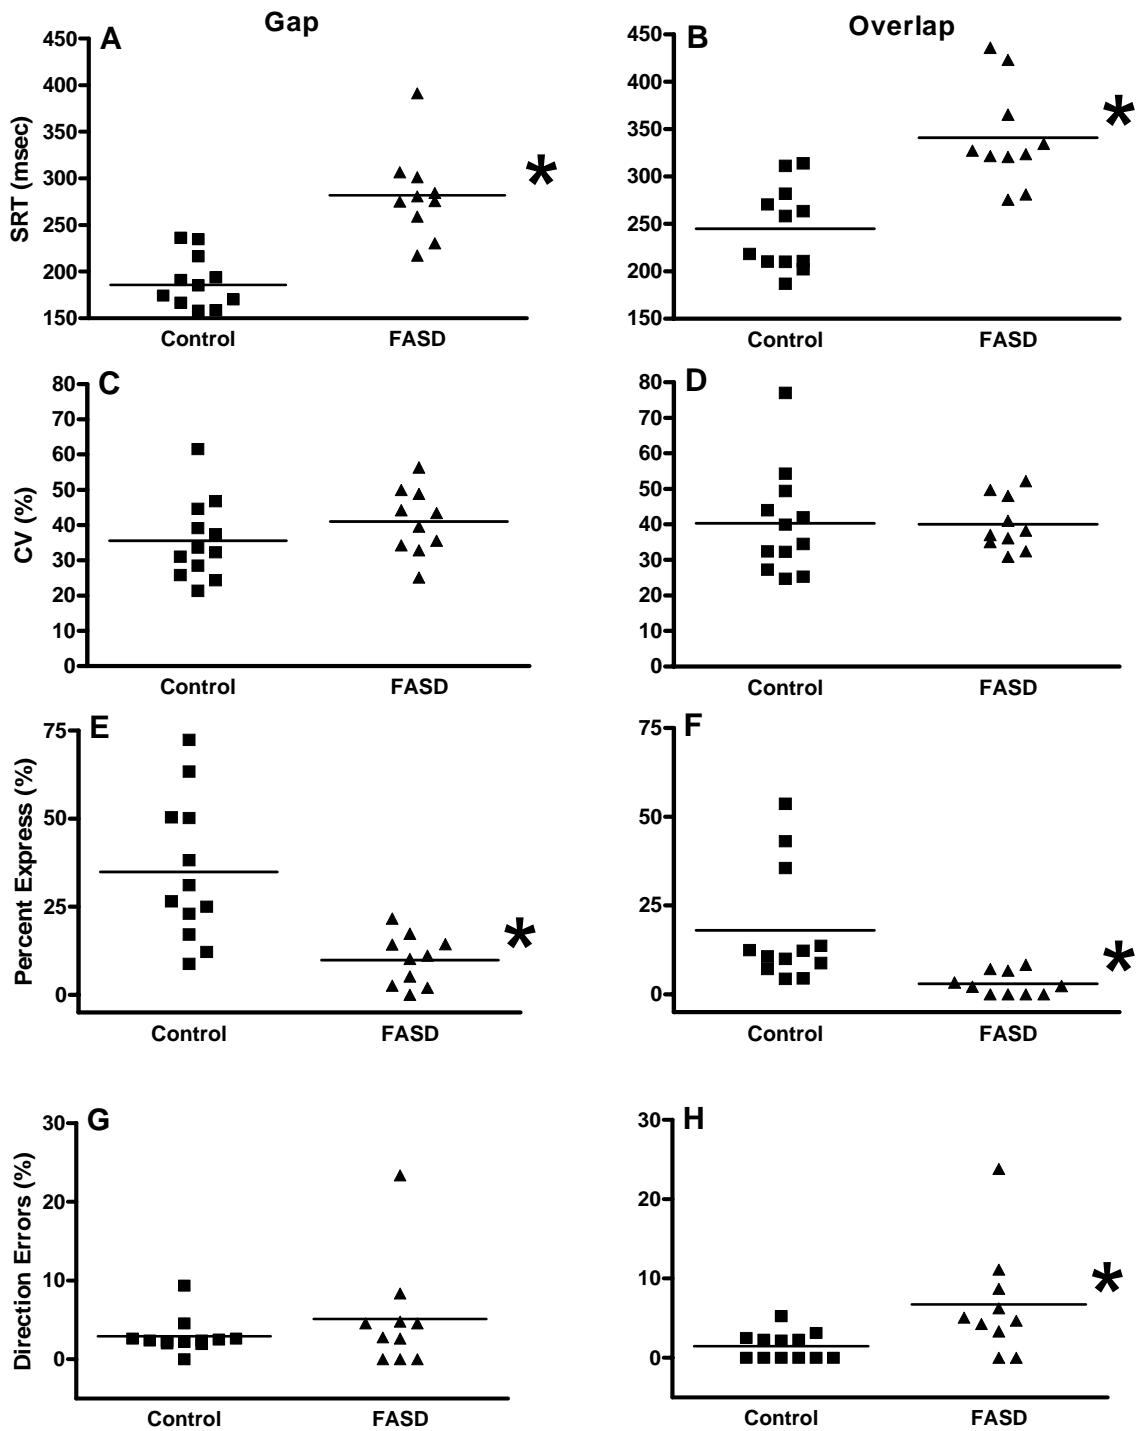 Gap
Overlap
A
B
SRT (msec)
450
400
350
300
250
200
150
Control
FASD
*
450
400
350
300
250
200
150
Control
FASD
*
C
D
CV (%)
80
70
60
50
40
30
20
10
0
Control
FASD
80
70
60
50
40
30
20
10
0
Control
FASD
E
F
Percent Express (%)
75
50
25
0
Control
FASD
*
75
50
25
0
Control
FASD
*
G
H
Direction Errors (%)
30
20
10
0
Control
FASD
30
20
10
0
Control
FASD
*